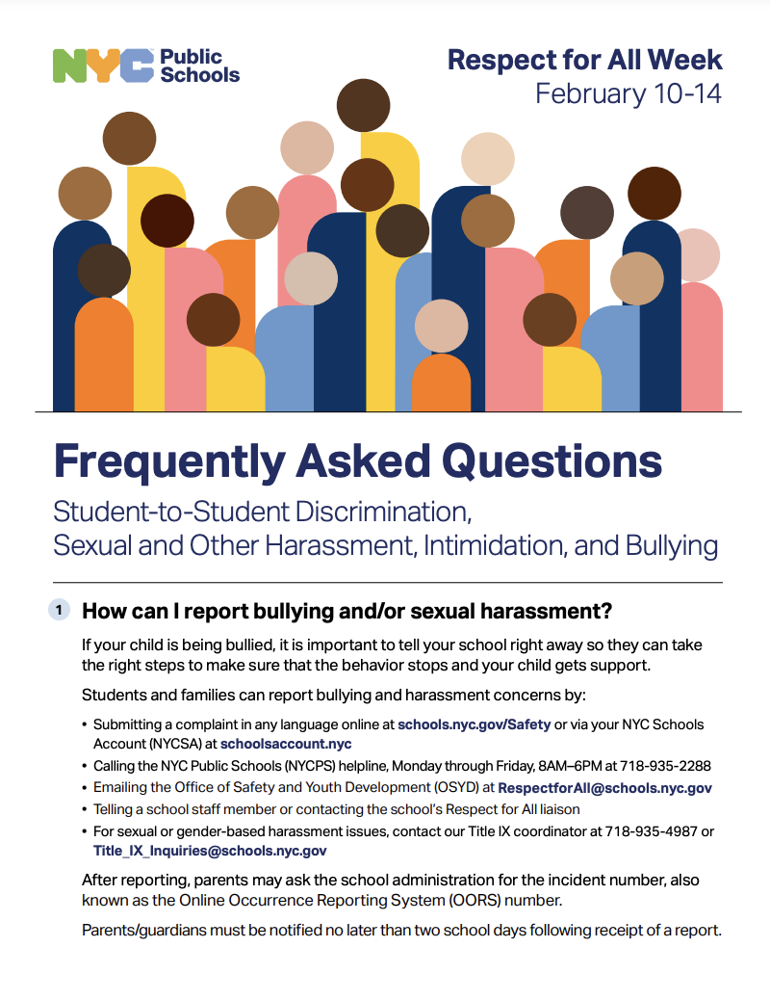 NYC Public
Schools
Respect for All Week
February 10-14
Frequently Asked Questions
Student-to-Student Discrimination,
Sexual and Other Harassment, Intimidation, and Bullying
1 How can I report bullying and/or sexual harassment?
If your child is being bullied, it is important to tell your school right away so they can take
the right steps to make sure that the behavior stops and your child gets support.
Students and families can report bullying and harassment concerns by:
• Submitting a complaint in any language online at schools.nyc.gov/Safety or via your NYC Schools
Account (NYCSA) at schoolsaccount.nyc
• Calling the NYC Public Schools (NYCPS) helpline, Monday through Friday, 8AM–6PM at 718-935-2288
• Emailing the Office of Safety and Youth Development (OSYD) at RespectforAll@schools.nyc.gov
• Telling a school staff member or contacting the school's Respect for All liaison
• For sexual or gender-based harassment issues, contact our Title IX coordinator at 718-935-4987 or
Title_IX_Inquiries@schools.nyc.gov
After reporting, parents may ask the school administration for the incident number, also
known as the Online Occurrence Reporting System (OORS) number.
Parents/guardians must be notified no later than two school days following receipt of a report.